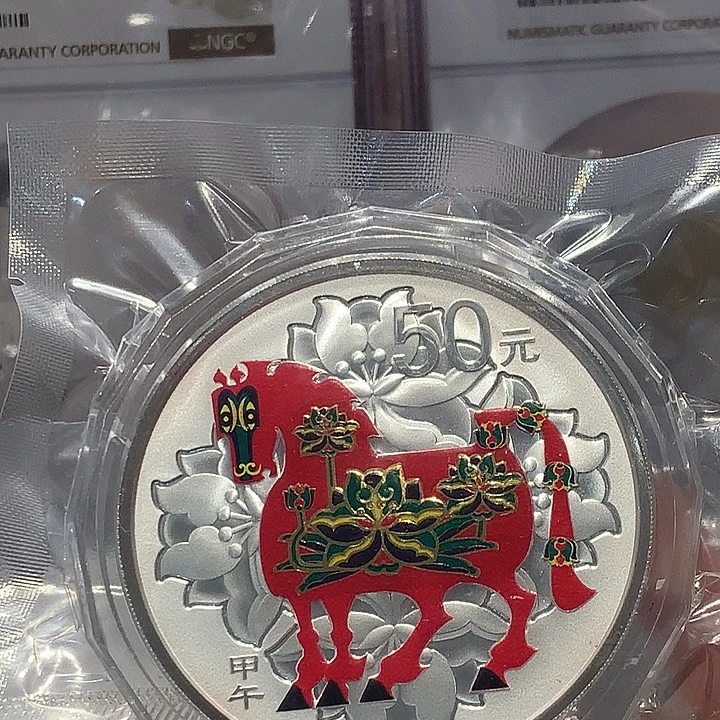 ARANTY CORPORATION NGC®
NUMISMATIC GUARANTY CORPORA
50元
甲
午